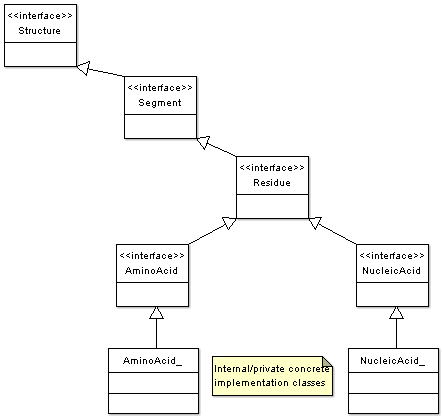 <<interface>>
Structure
<<interface>>
Segment
<<interface>>
Residue
<<interface>>
AminoAcid
<<interface>>
NucleicAcid
AminoAcid_
Internal/private concrete
implementation classes
NucleicAcid_